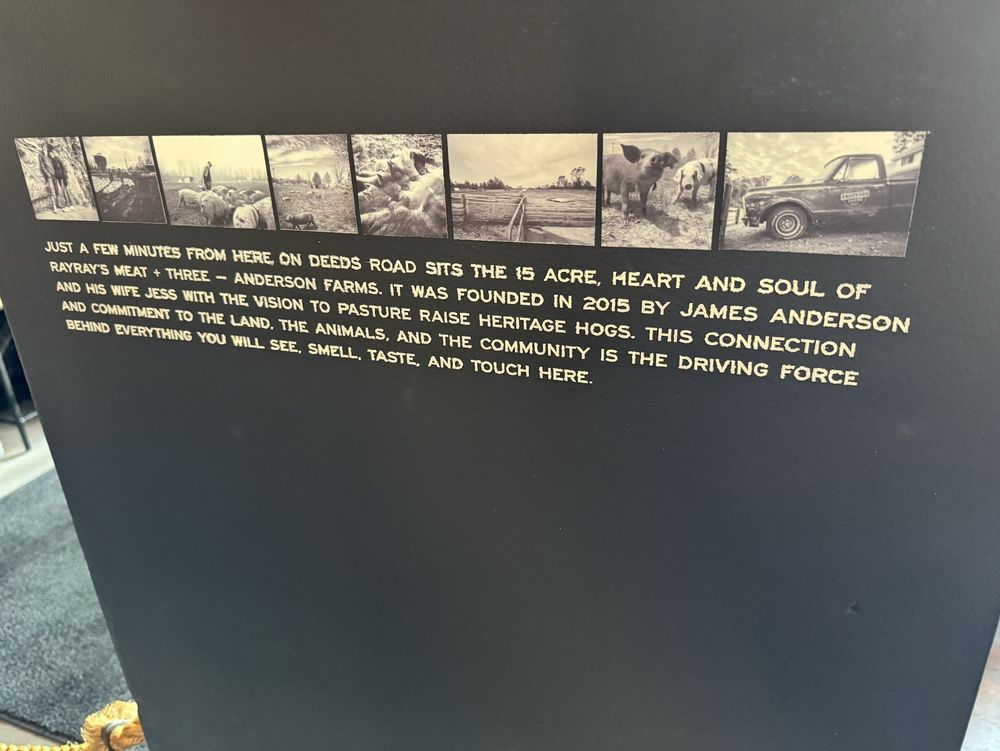 JUST A FEW MINUTES FROM HERE, ON DEEDS ROAD SITS THE 15 ACRE, HEART AND SOUL OF
RAYRAY'S MEAT + THREE – ANDERSON FARMS. IT WAS FOUNDED IN 2015 BY JAMES ANDERSON
AND HIS WIFE JESS WITH THE VISION TO PASTURE RAISE HERITAGE HOGS. THIS CONNECTION
AND COMMITMENT TO THE LAND, THE ANIMALS, AND THE COMMUNITY IS THE DRIVING FORCE
BEHIND EVERYTHING YOU WILL SEE, SMELL, TASTE, AND TOUCH HERE.